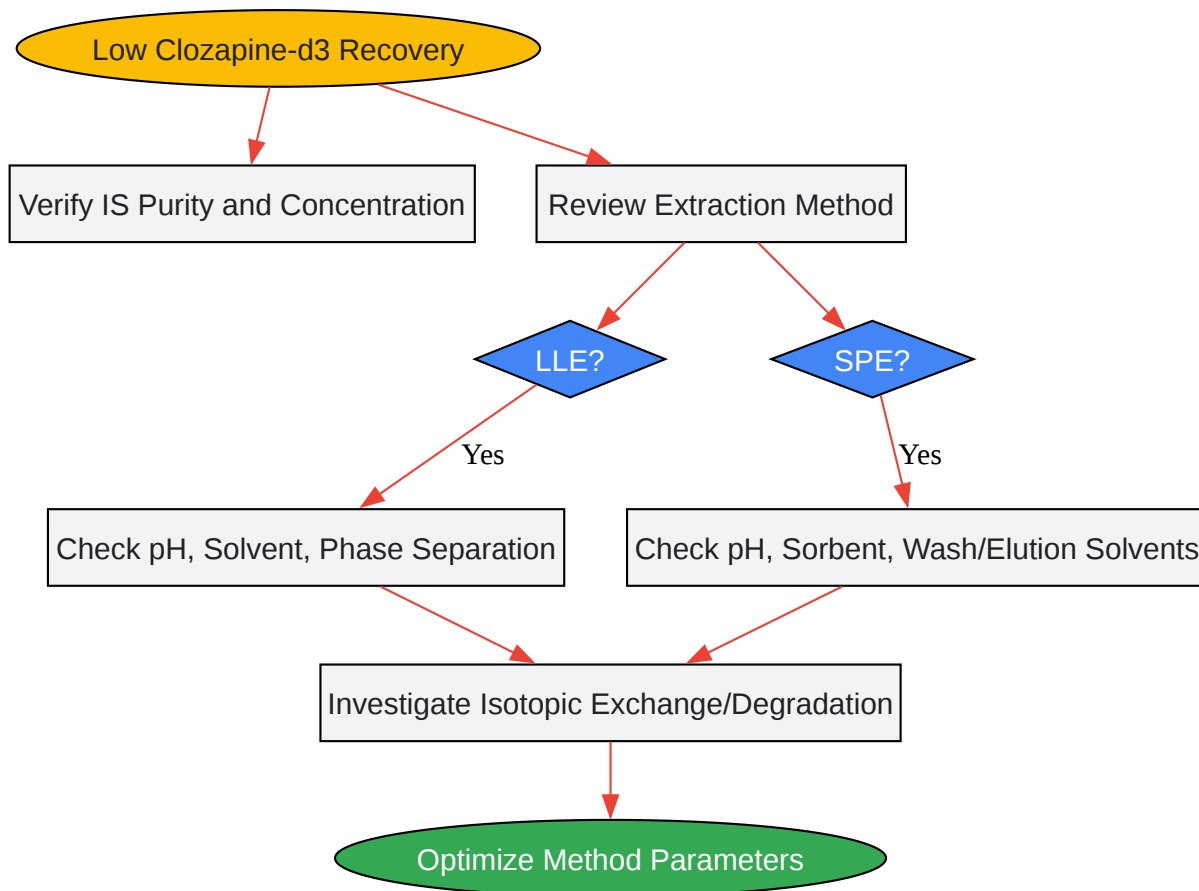 Low Clozapine-d3 Recovery
Verify IS Purity and Concentration
Review Extraction Method
LLE?
SPE?
Yes
Yes
Check pH, Solvent, Phase Separation
Check pH, Sorbent, Wash/Elution Solvents
Investigate Isotopic Exchange/Degradation
Optimize Method Parameters